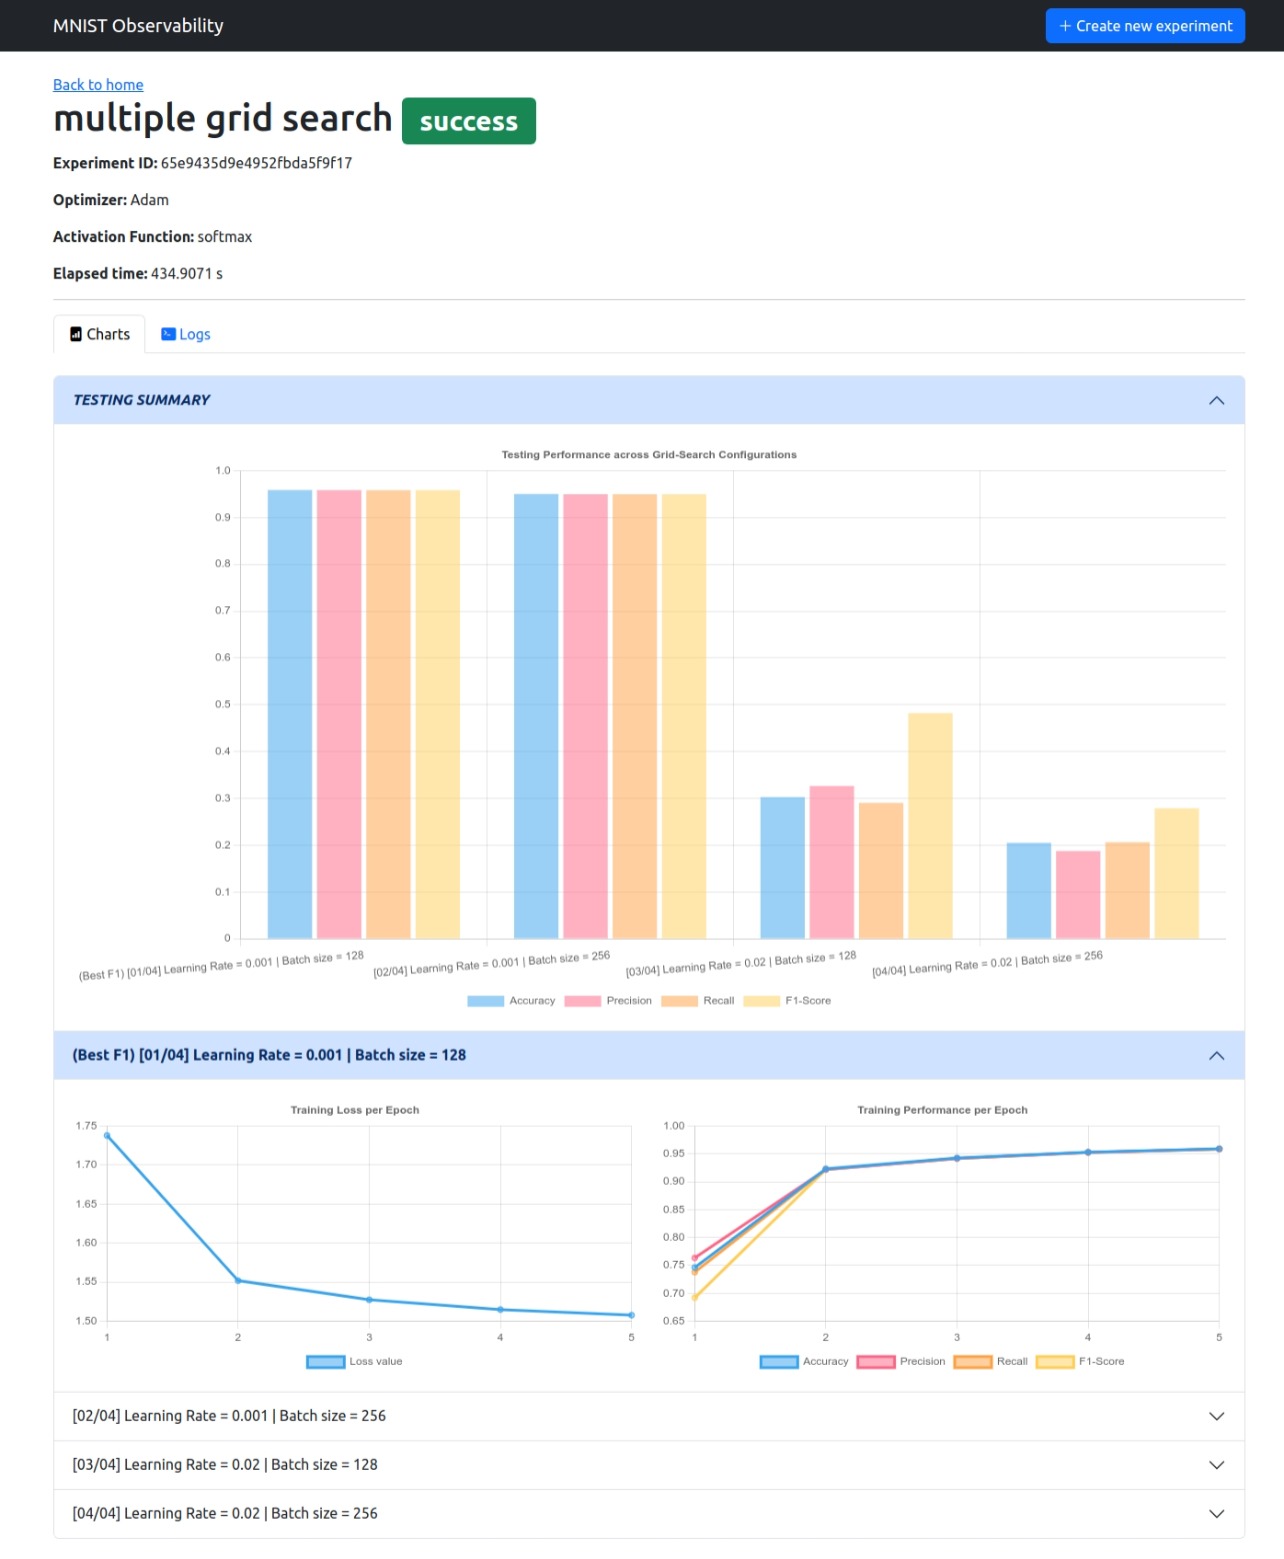 MNIST Observability
+ Create new experiment
Back to home
multiple grid search success
Experiment ID: 65e9435d9e4952fbda5f9f17
Optimizer: Adam
Activation Function: softmax
Elapsed time: 434.9071 s
Charts Logs
TESTING SUMMARY
Testing Performance across Grid-Search Configurations
1.0
0.9
0.8
0.7
0.6
0.5
0.4
0.3
0.2
0.1
0
(Best F1) [01/04] Learning Rate = 0.001 | Batch size = 128
[02/04] Learning Rate = 0.001 | Batch size = 256
[03/04] Learning Rate = 0.02 | Batch size = 128
[04/04] Learning Rate = 0.02 | Batch size = 256
Accuracy Precision Recall F1-Score
(Best F1) [01/04] Learning Rate = 0.001 | Batch size = 128
Training Loss per Epoch
1.75
1.70
1.65
1.60
1.55
1.50
1 2 3 4 5
Loss value
Training Performance per Epoch
1.00
0.95
0.90
0.85
0.80
0.75
0.70
0.65
1 2 3 4 5
Accuracy Precision Recall F1-Score
[02/04] Learning Rate = 0.001 | Batch size = 256
[03/04] Learning Rate = 0.02 | Batch size = 128
[04/04] Learning Rate = 0.02 | Batch size = 256